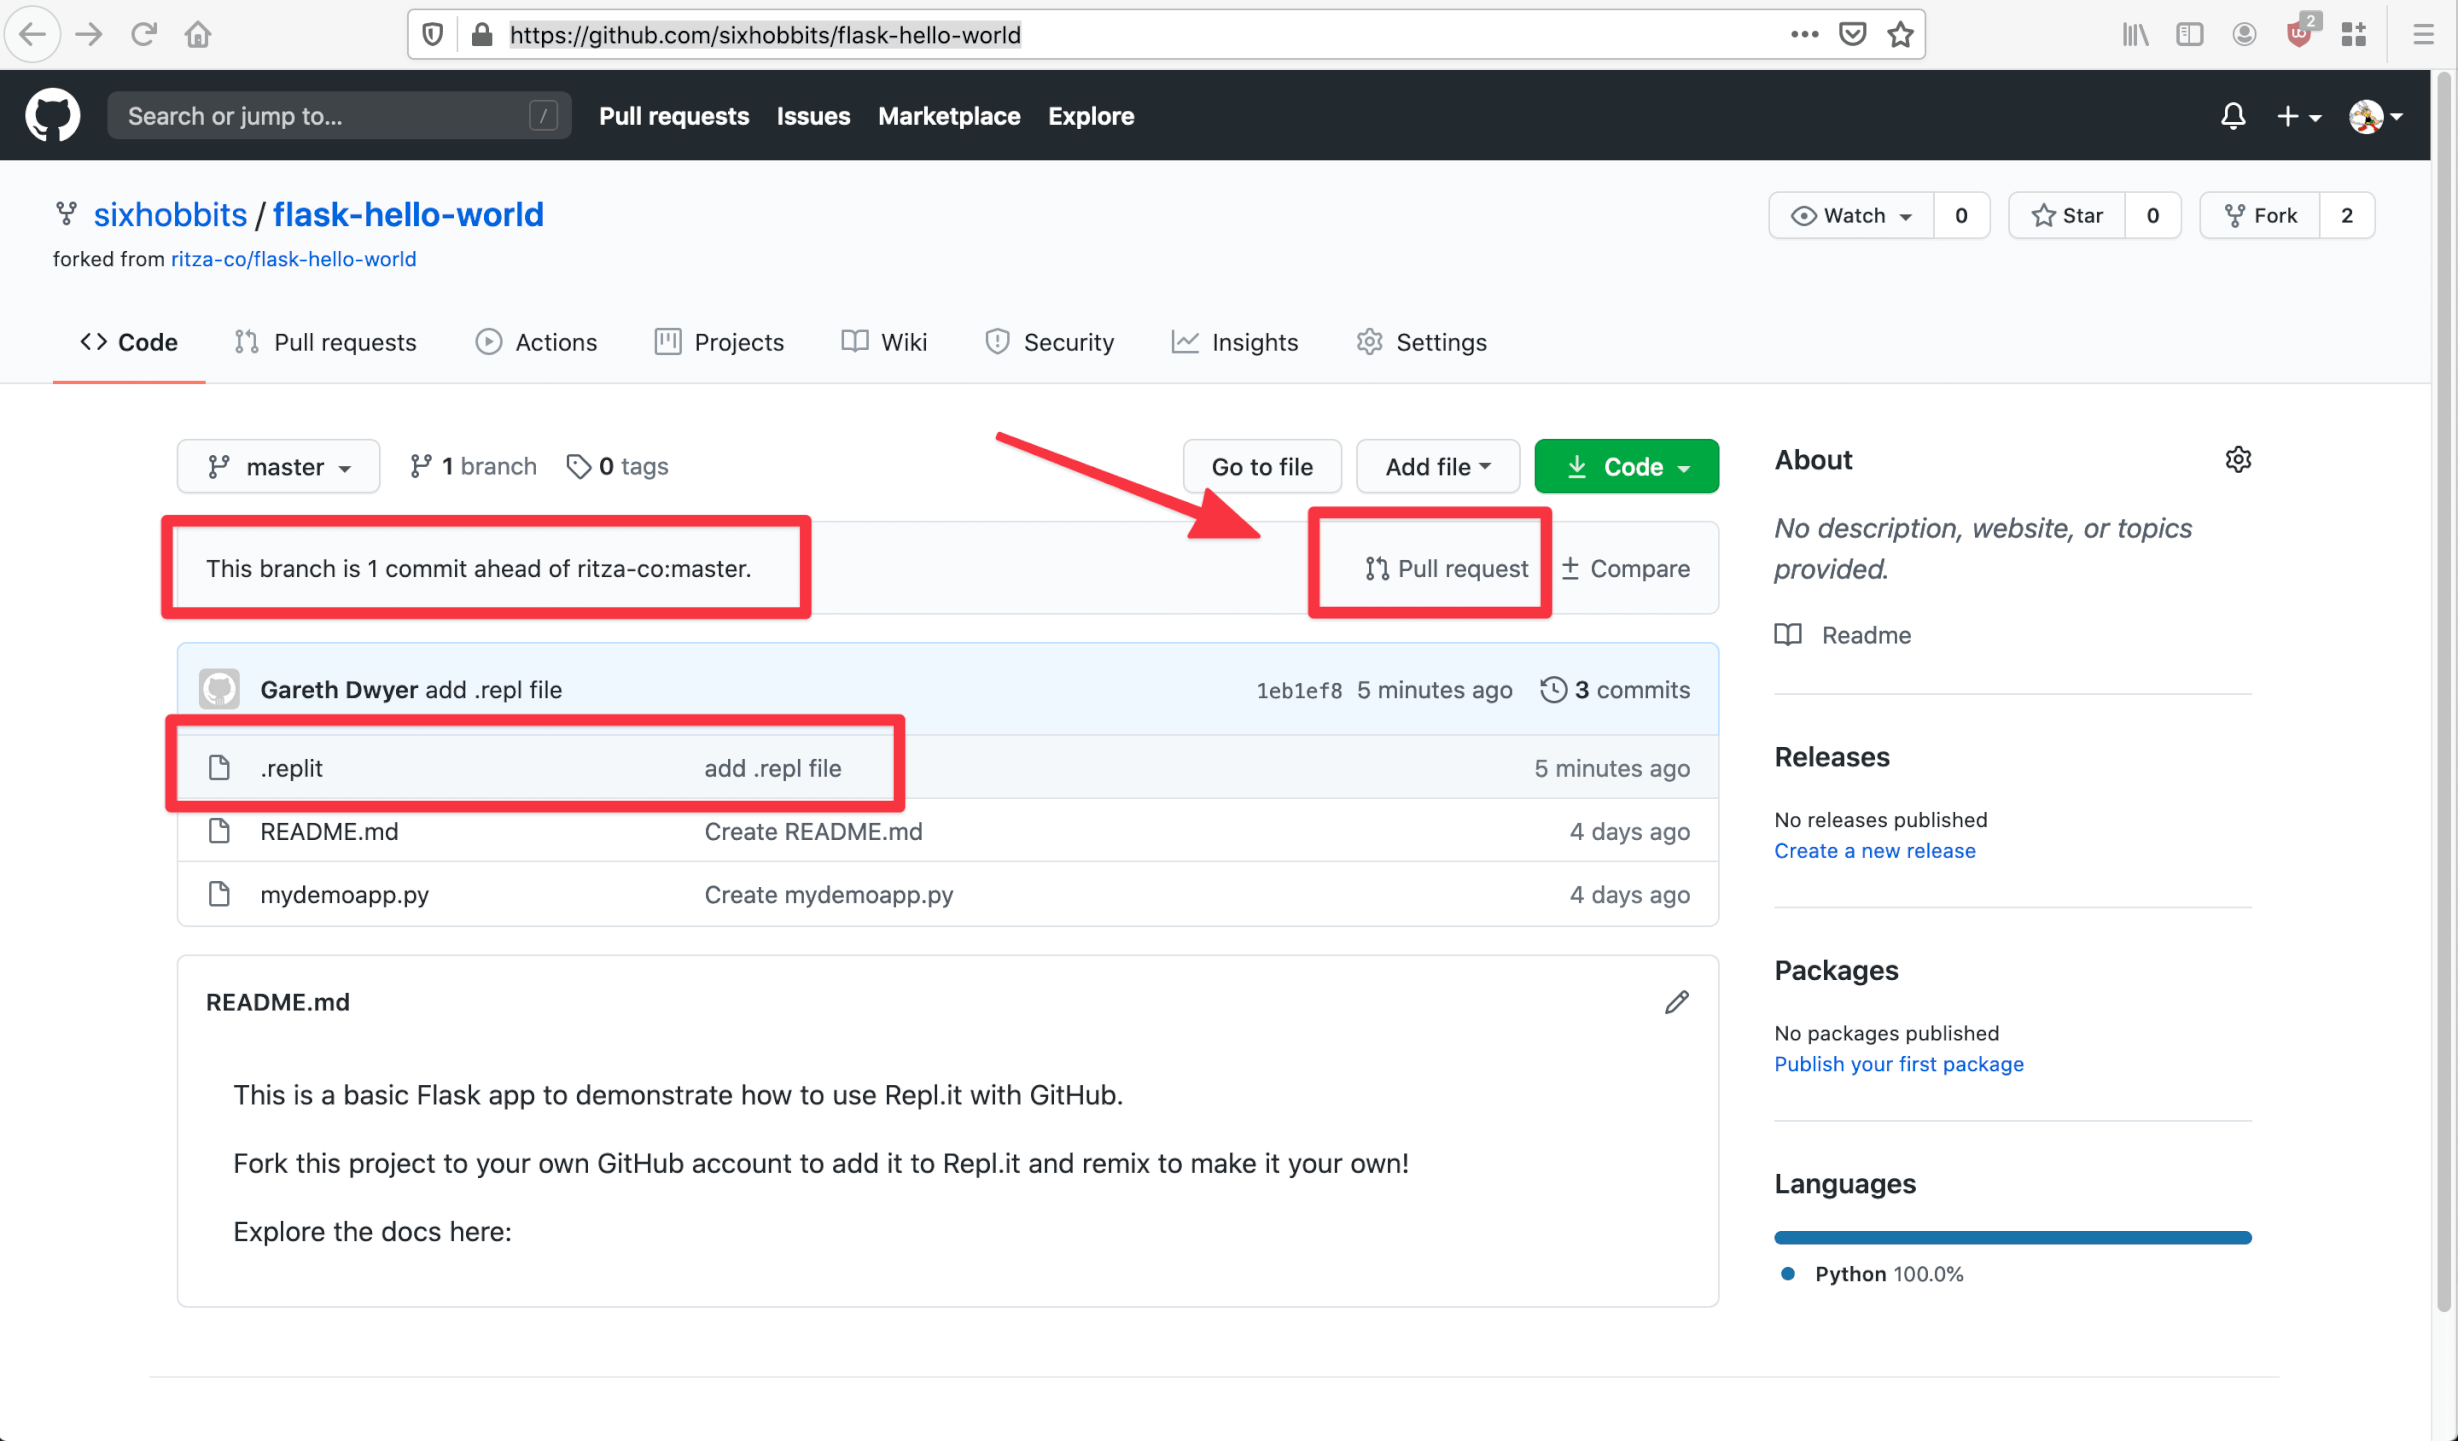 https://github.com/sixhobbits/flask-hello-world
2
Search or jump to... /
Pull requests Issues Marketplace Explore
sixhobbits / flask-hello-world
Watch 0 Star 0 Fork 2
forked from ritza-co/flask-hello-world
Code Pull requests Actions Projects Wiki Security Insights Settings
master 1 branch 0 tags Go to file Add file Code
This branch is 1 commit ahead of ritza-co:master. Pull request Compare
Gareth Dwyer add .repl file 1eb1ef8 5 minutes ago 3 commits
.replit add .repl file 5 minutes ago
README.md Create README.md 4 days ago
mydemoapp.py Create mydemoapp.py 4 days ago
README.md
This is a basic Flask app to demonstrate how to use Repl.it with GitHub.
Fork this project to your own GitHub account to add it to Repl.it and remix to make it your own!
Explore the docs here:
About
No description, website, or topics
provided.
Readme
Releases
No releases published
Create a new release
Packages
No packages published
Publish your first package
Languages
Python 100.0%